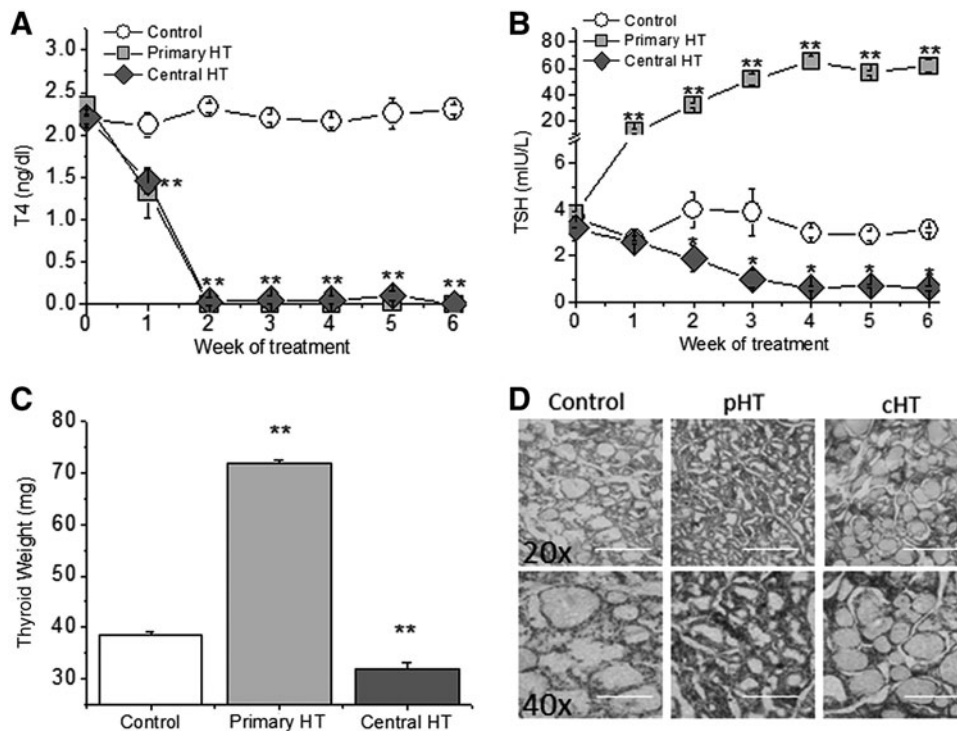 A
Control
Primary HT
Central HT
3.0
2.5
2.0
1.5
1.0
0.5
0.0
T4 (ng/dl)
**
** ** ** ** **
0 1 2 3 4 5 6
Week of treatment
B
Control
Primary HT
Central HT
80
60
40
20
6
4
2
0
TSH (mIU/L)
** ** ** ** ** **
* * * * *
0 1 2 3 4 5 6
Week of treatment
C
80
70
60
50
40
30
Thyroid Weight (mg)
**
**
Control Primary HT Central HT
D
Control pHT cHT
20x
40x